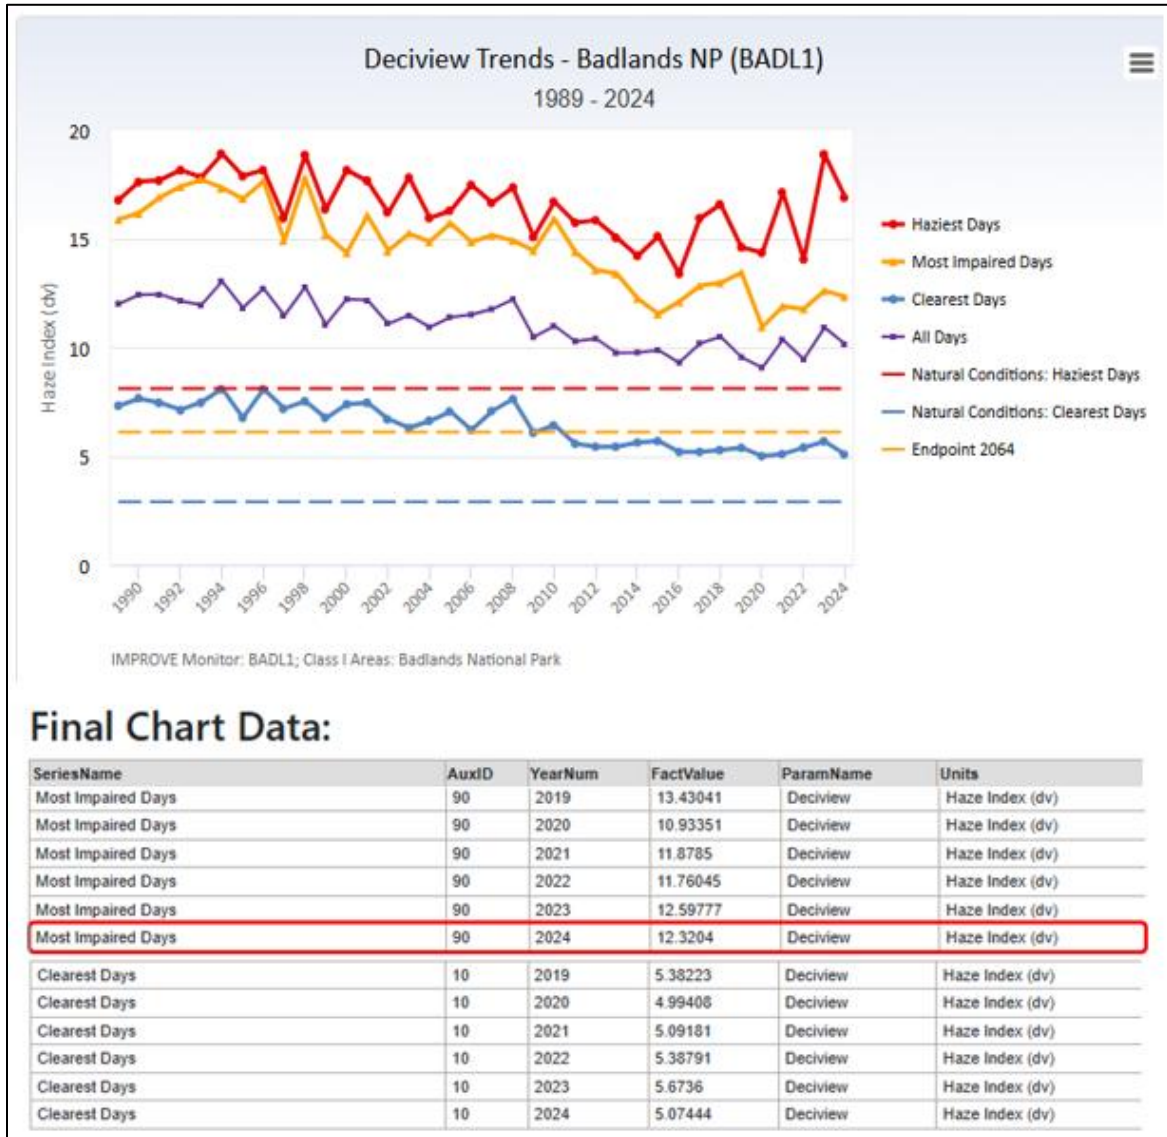 Deciview Trends - Badlands NP (BADL1)
1989 - 2024
20
15
10
5
0
Haze Index (dv)
1990 1992 1994 1996 1998 2000 2002 2004 2006 2008 2010 2012 2014 2016 2018 2020 2022 2024
Haziest Days
Most Impaired Days
Clearest Days
All Days
Natural Conditions: Haziest Days
Natural Conditions: Clearest Days
Endpoint 2064
IMPROVE Monitor: BADL1; Class I Areas: Badlands National Park
Final Chart Data:
SeriesName AuxID YearNum FactValue ParamName Units
Most Impaired Days 90 2019 13.43041 Deciview Haze Index (dv)
Most Impaired Days 90 2020 10.93351 Deciview Haze Index (dv)
Most Impaired Days 90 2021 11.8785 Deciview Haze Index (dv)
Most Impaired Days 90 2022 11.76045 Deciview Haze Index (dv)
Most Impaired Days 90 2023 12.59777 Deciview Haze Index (dv)
Most Impaired Days 90 2024 12.3204 Deciview Haze Index (dv)
Clearest Days 10 2019 5.38223 Deciview Haze Index (dv)
Clearest Days 10 2020 4.99408 Deciview Haze Index (dv)
Clearest Days 10 2021 5.09181 Deciview Haze Index (dv)
Clearest Days 10 2022 5.38791 Deciview Haze Index (dv)
Clearest Days 10 2023 5.6736 Deciview Haze Index (dv)
Clearest Days 10 2024 5.07444 Deciview Haze Index (dv)